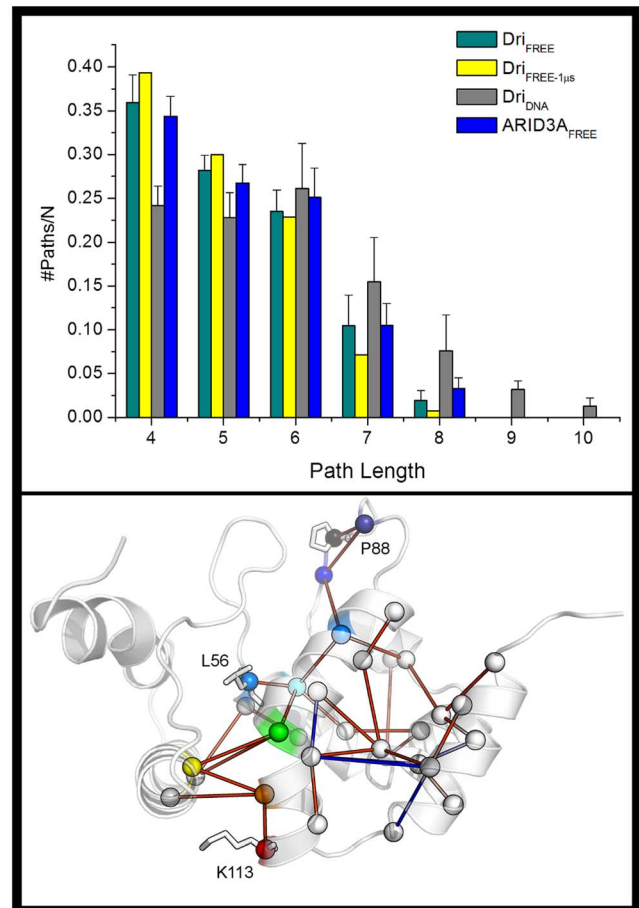 Dri_FREE
Dri_FREE-1μs
Dri_DNA
ARID3A_FREE
#Paths/N
0.40
0.35
0.30
0.25
0.20
0.15
0.10
0.05
0.00
4 5 6 7 8 9 10
Path Length
P88
L56
K113